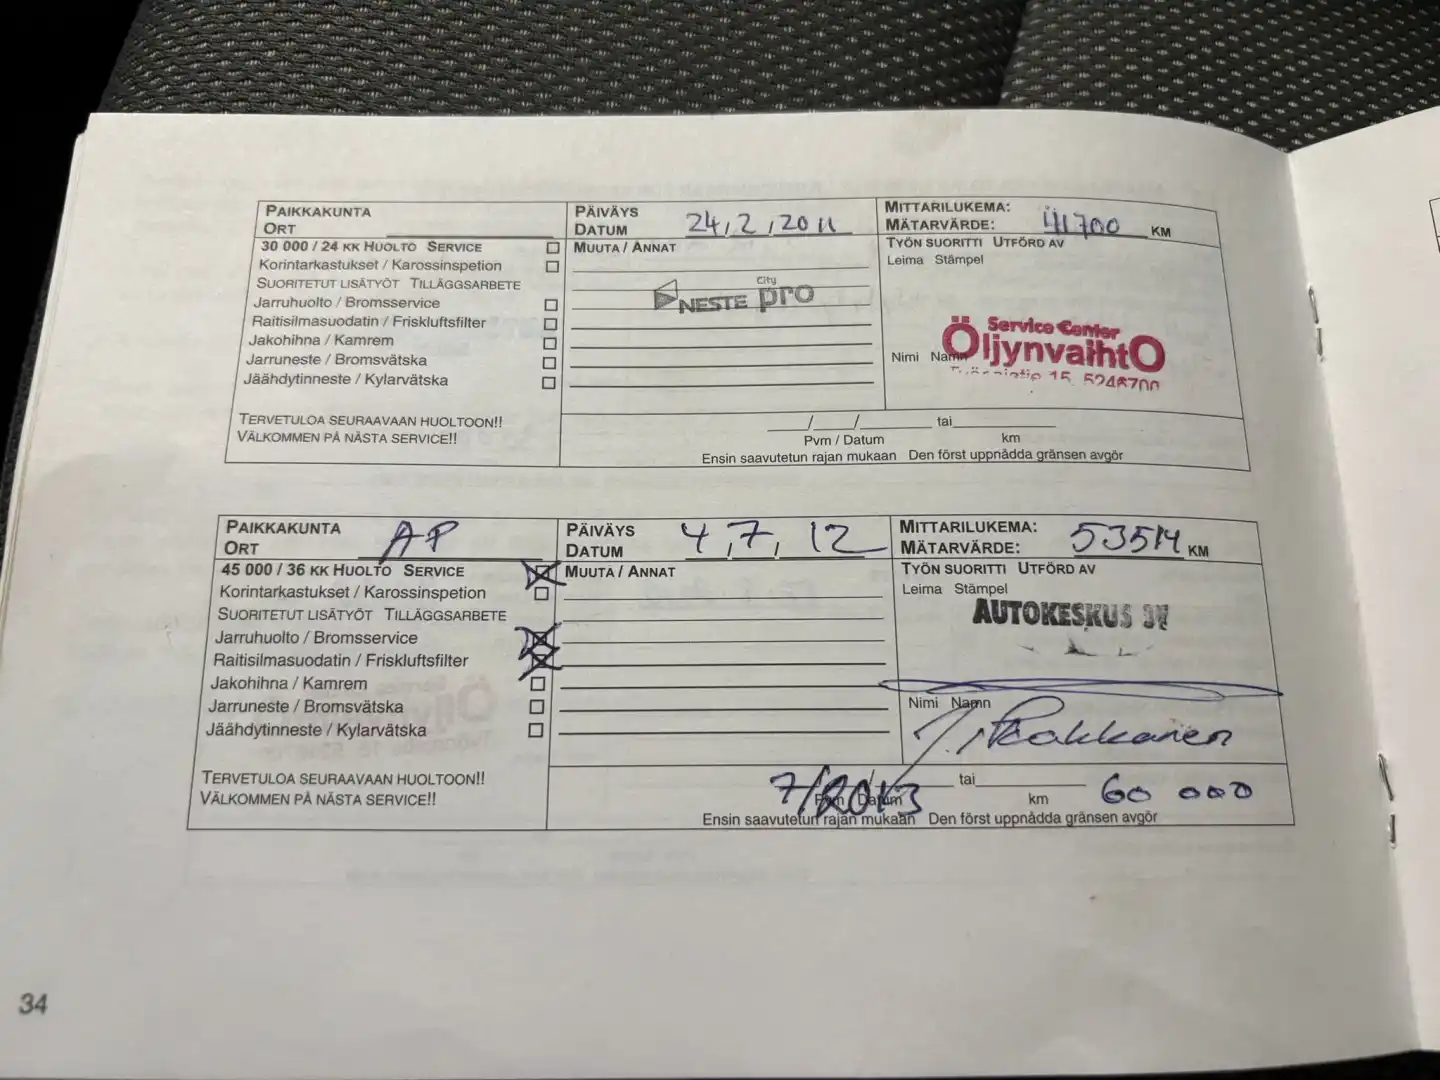 PAIKKAKUNTA
ORT
PÄIVÄYS
DATUM 24,2,2011
MITTARILUKEMA:
MÄTARVÄRDE: 41700 KM
30 000 / 24 KK HUOLTO SERVICE
MUUTA / ANNAT
TYÖN SUORITTI UTFÖRD AV
Korintarkastukset / Karossinspetion
Leima Stämpel
SUORITETUT LISÄTYÖT TILLÄGGSARBETE
City
NESTE pro
Jarruhuolto / Bromsservice
Raitisilmasuodatin / Friskluftsfilter
Service Center
Öljynvaihto
Jakohihna / Kamrem
Nimi Namn
Jarruneste / Bromsvätska
15, 5246700
Jäähdytinneste / Kylarvätska
TERVETULOA SEURAAVAAN HUOLTOON!!
VÄLKOMMEN PÅ NÄSTA SERVICE!!
/ / tai
Pvm / Datum km
Ensin saavutetun rajan mukaan Den först uppnådda gränsen avgör
PAIKKAKUNTA
ORT AP
PÄIVÄYS
DATUM 4,7,12
MITTARILUKEMA:
MÄTARVÄRDE: 53514 KM
45 000 / 36 KK HUOLTO SERVICE
MUUTA / ANNAT
TYÖN SUORITTI UTFÖRD AV
Korintarkastukset / Karossinspetion
Leima Stämpel
SUORITETUT LISÄTYÖT TILLÄGGSARBETE
AUTOKESKUS
Jarruhuolto / Bromsservice
Raitisilmasuodatin / Friskluftsfilter
Jakohihna / Kamrem
Jarruneste / Bromsvätska
Nimi Namn
Jäähdytinneste / Kylarvätska
TERVETULOA SEURAAVAAN HUOLTOON!!
VÄLKOMMEN PÅ NÄSTA SERVICE!!
7/2013 tai 60 000
Pvm Datum km
Ensin saavutetun rajan mukaan Den först uppnådda gränsen avgör
34